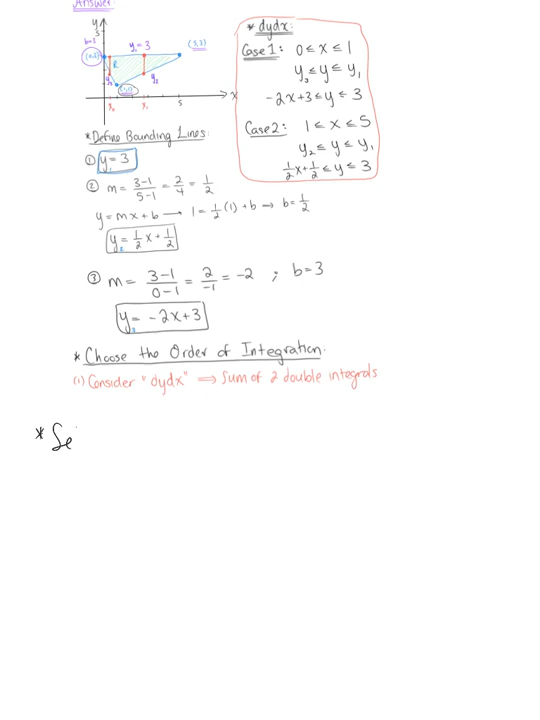 Answer:
y
5
b=3
(0,3)
y₁ = 3
(5,3)
R
y₃
y₂
(1,1)
x
5
* dydx:
Case 1: 0 ≤ x ≤ 1
y₃ ≤ y ≤ y₁
-2x+3 ≤ y ≤ 3
Case 2: 1 ≤ x ≤ 5
y₂ ≤ y ≤ y₁
½x+½ ≤ y ≤ 3
* Define Bounding Lines:
① y₁ = 3
② m = 3-1/5-1 = 2/4 = 1/2
y = mx + b → 1 = ½(1) + b → b = ½
y₂ = ½x + ½
③ m = 3-1/0-1 = 2/-1 = -2 ; b=3
y₃ = -2x+3
* Choose the Order of Integration.
(1) Consider "dydx" ⟹ Sum of 2 double integrals
* Se